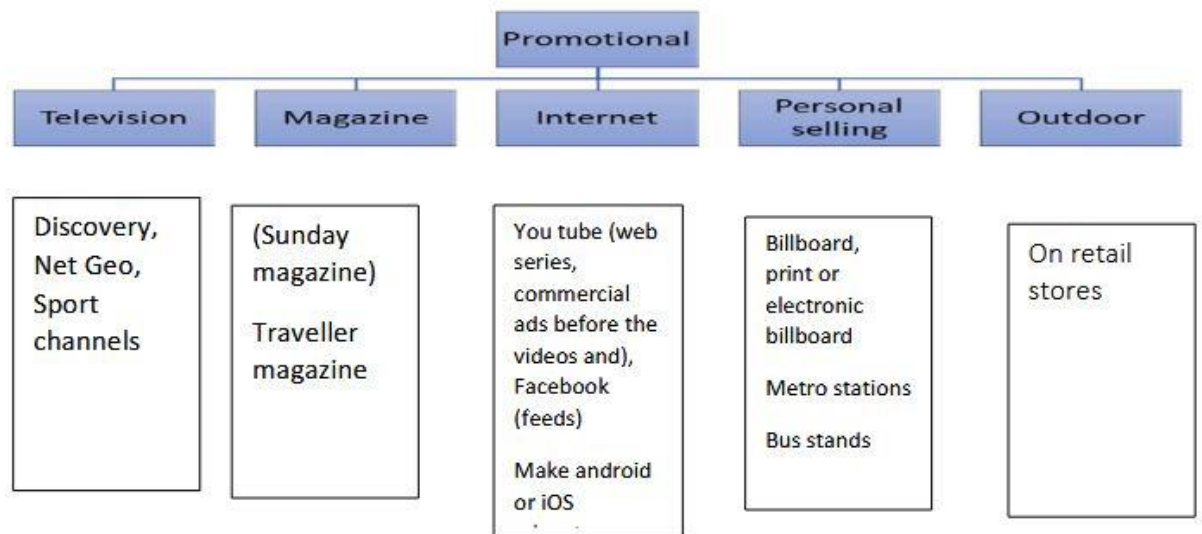 Promotional
Television
Magazine
Internet
Personal
selling
Outdoor
Discovery,
Net Geo,
Sport
channels
(Sunday
magazine)
Traveller
magazine
You tube (web
series,
commercial
ads before the
videos and),
Facebook
(feeds)
Make android
or iOS
Billboard,
print or
electronic
billboard
Metro stations
Bus stands
On retail
stores